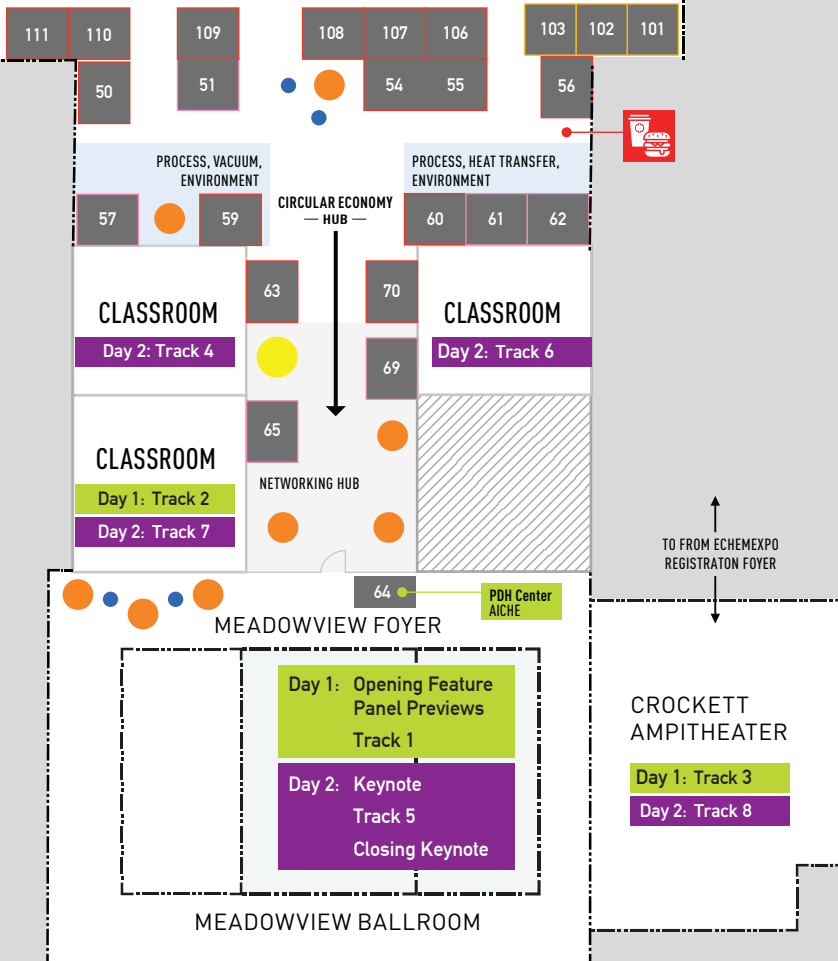 111
110
109
108
107
106
103
102
101
50
51
54
55
56
PROCESS, VACUUM,
ENVIRONMENT
PROCESS, HEAT TRANSFER,
ENVIRONMENT
CIRCULAR ECONOMY
— HUB —
57
59
60
61
62
63
70
CLASSROOM
Day 2: Track 4
CLASSROOM
Day 2: Track 6
69
65
CLASSROOM
Day 1: Track 2
Day 2: Track 7
NETWORKING HUB
TO FROM ECHEMEXPO
REGISTRATON FOYER
64
PDH Center
AICHE
MEADOWVIEW FOYER
Day 1: Opening Feature
Panel Previews
Track 1
Day 2: Keynote
Track 5
Closing Keynote
CROCKETT
AMPITHEATER
Day 1: Track 3
Day 2: Track 8
MEADOWVIEW BALLROOM